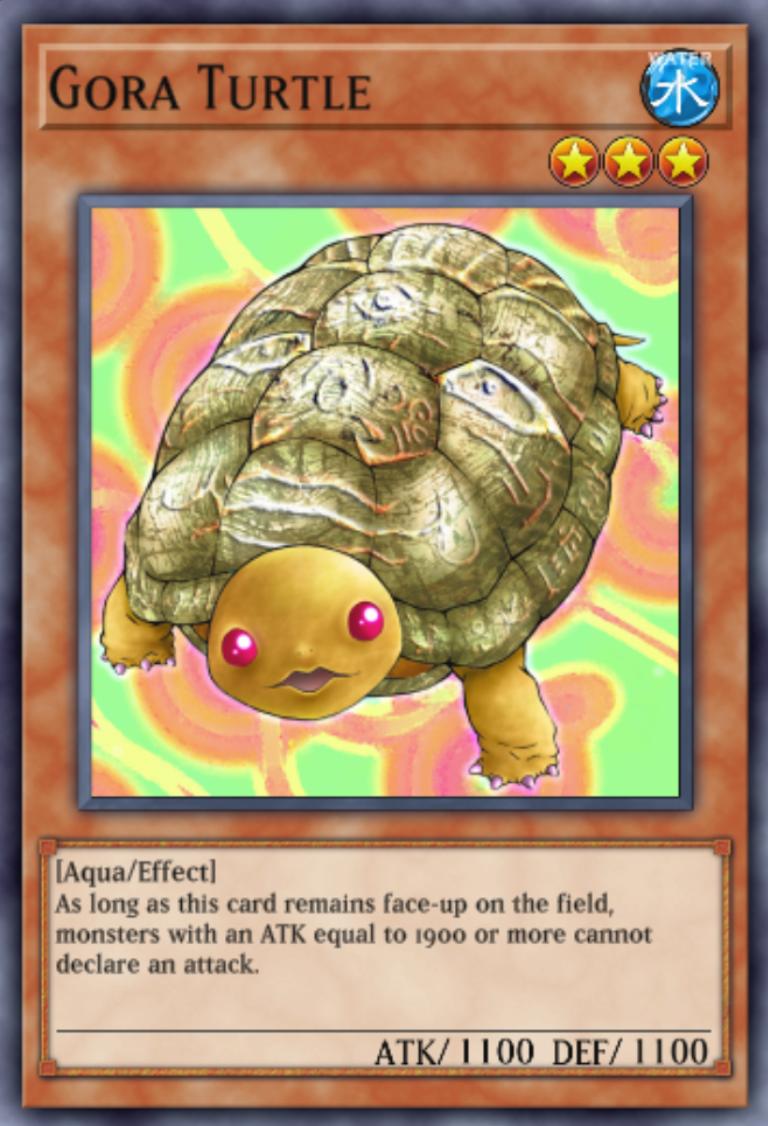 GORA TURTLE
WATER
水
[Aqua/Effect]
As long as this card remains face-up on the field,
monsters with an ATK equal to 1900 or more cannot
declare an attack.
ATK/ 1100 DEF/ 1100